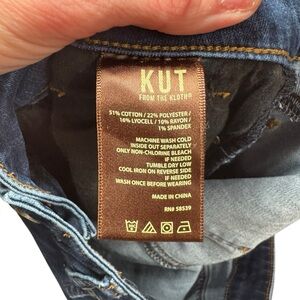 KUT
FROM THE KLOTH®
51% COTTON / 22% POLYESTER /
16% LYOCELL / 10% RAYON /
1% SPANDEX
MACHINE WASH COLD
INSIDE OUT SEPARATELY
ONLY NON-CHLORINE BLEACH
IF NEEDED
TUMBLE DRY LOW
COOL IRON ON REVERSE SIDE
IF NEEDED
WASH ONCE BEFORE WEARING
MADE IN CHINA
RN# 58539